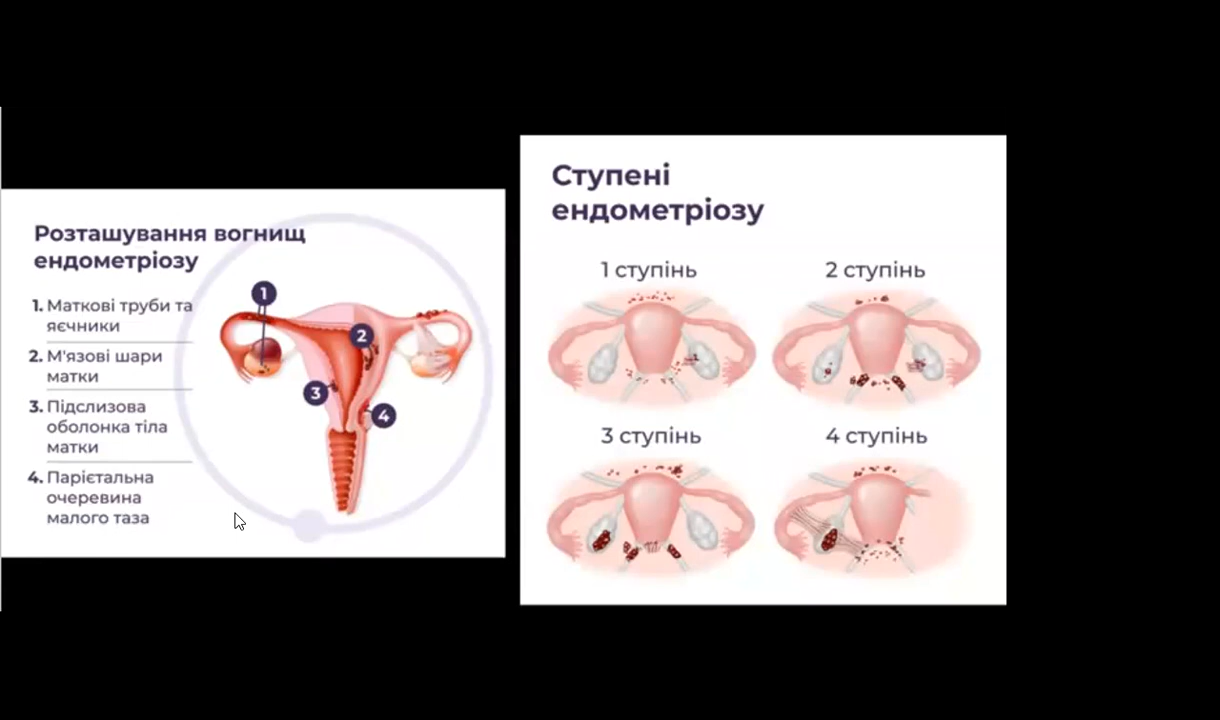 Розташування вогнищ
ендометріозу
1. Маткові труби та
яєчники
2. М'язові шари
матки
3. Підслизова
оболонка тіла
матки
4. Парієтальна
очеревина
малого таза
1
2
3
4
Ступені
ендометріозу
1 ступінь
2 ступінь
3 ступінь
4 ступінь